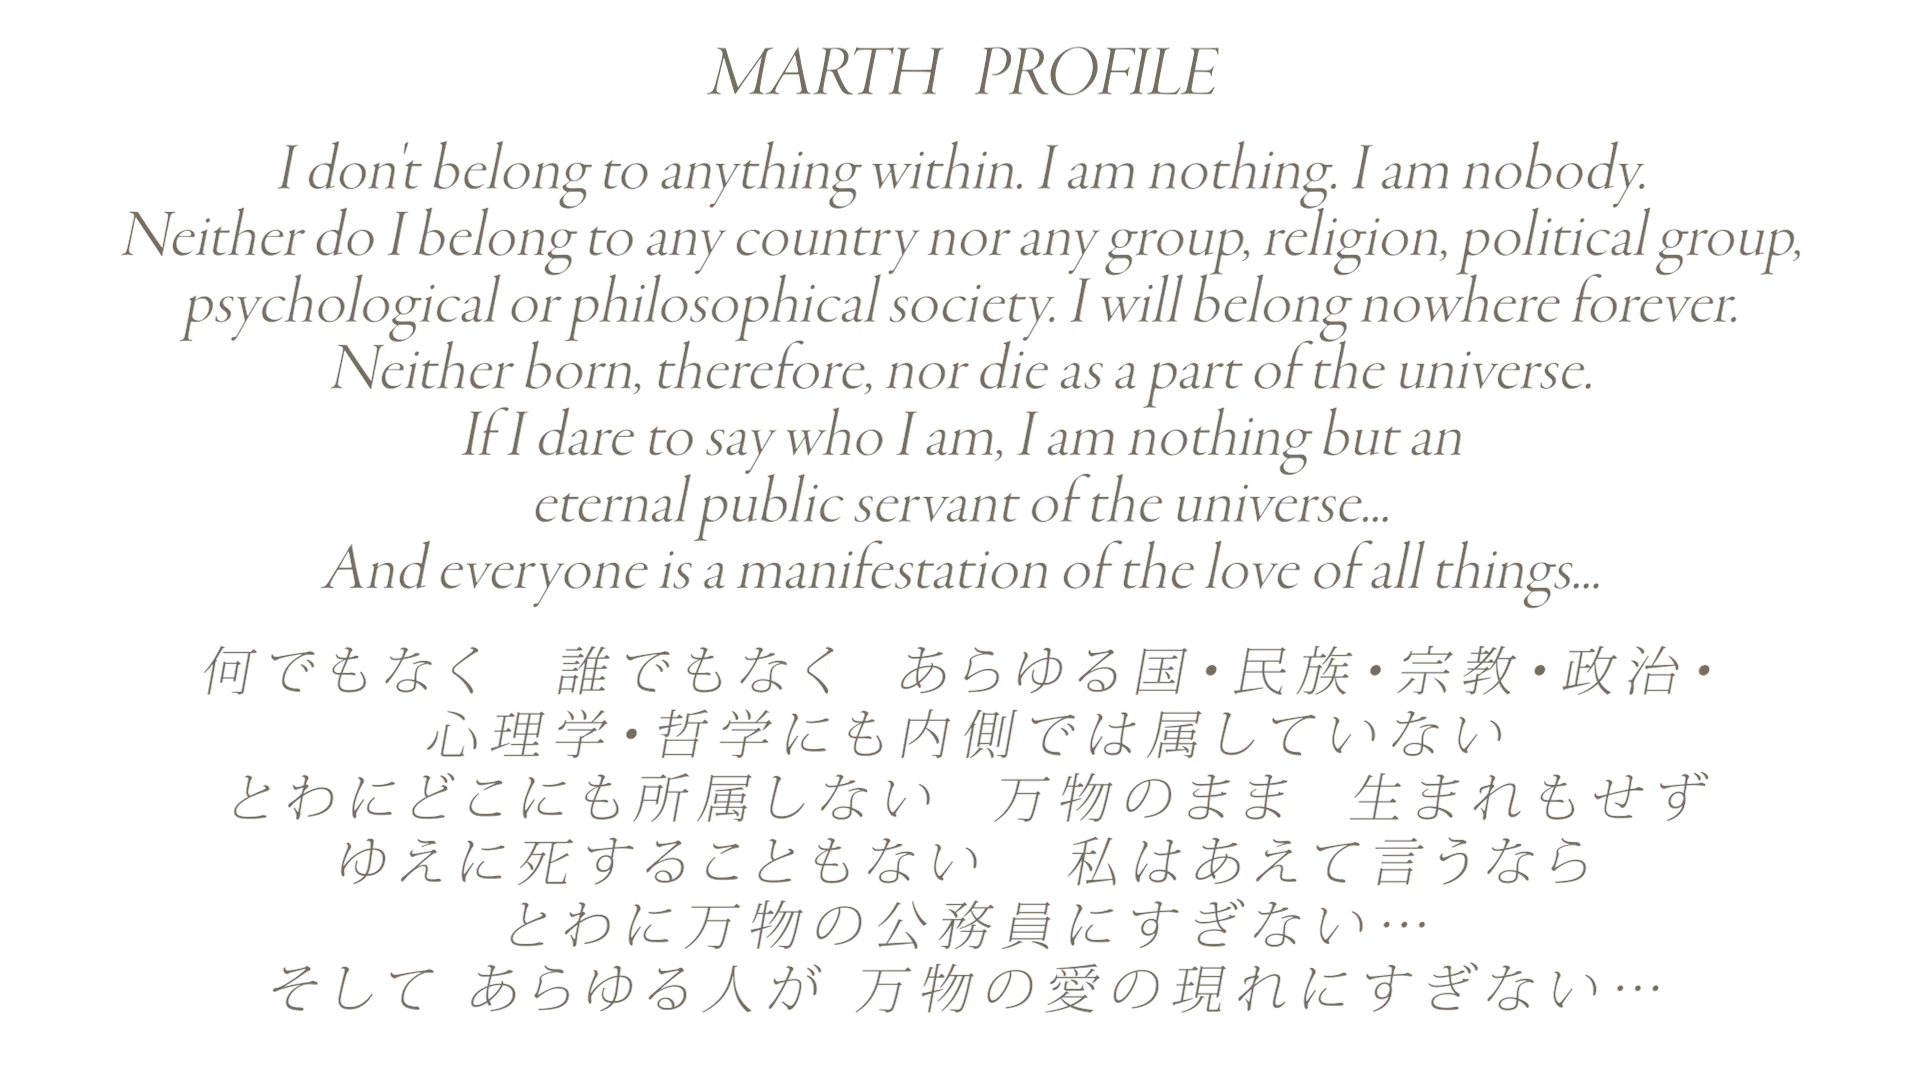 MARTH PROFILE
I don't belong to anything within. I am nothing. I am nobody.
Neither do I belong to any country nor any group, religion, political group,
psychological or philosophical society. I will belong nowhere forever.
Neither born, therefore, nor die as a part of the universe.
If I dare to say who I am, I am nothing but an
eternal public servant of the universe...
And everyone is a manifestation of the love of all things...
何でもなく　誰でもなく　あらゆる国・民族・宗教・政治・
心理学・哲学にも内側では属していない
とわにどこにも所属しない　万物のまま　生まれもせず
ゆえに死することもない　私はあえて言うなら
とわに万物の公務員にすぎない…
そして あらゆる人が 万物の愛の現れにすぎない…